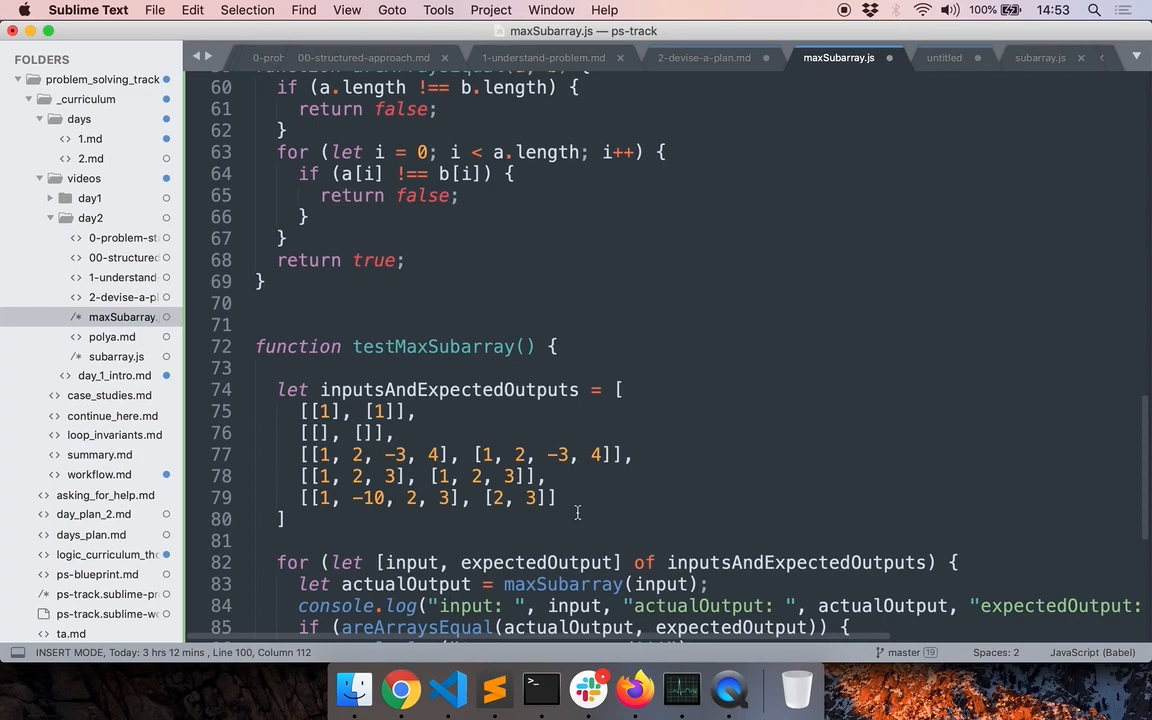 Sublime Text File Edit Selection Find View Goto Tools Project Window Help 100% 14:53
maxSubarray.js — ps-track
FOLDERS
problem_solving_track
_curriculum
days
1.md
2.md
videos
day1
day2
0-problem-st
00-structured
1-understand
2-devise-a-p
maxSubarray.
polya.md
subarray.js
day_1_intro.md
case_studies.md
continue_here.md
loop_invariants.md
summary.md
workflow.md
asking_for_help.md
day_plan_2.md
days_plan.md
logic_curriculum_th
ps-blueprint.md
ps-track.sublime-pr
ps-track.sublime-w
ta.md
0-prob 00-structured-approach.md 1-understand-problem.md 2-devise-a-plan.md maxSubarray.js untitled subarray.js
60 if (a.length !== b.length) {
61 return false;
62 }
63 for (let i = 0; i < a.length; i++) {
64 if (a[i] !== b[i]) {
65 return false;
66 }
67 }
68 return true;
69 }
70
71
72 function testMaxSubarray() {
73
74 let inputsAndExpectedOutputs = [
75 [[1], [1]],
76 [[], []],
77 [[1, 2, -3, 4], [1, 2, -3, 4]],
78 [[1, 2, 3], [1, 2, 3]],
79 [[1, -10, 2, 3], [2, 3]]
80 ]
81
82 for (let [input, expectedOutput] of inputsAndExpectedOutputs) {
83 let actualOutput = maxSubarray(input);
84 console.log("input: ", input, "actualOutput: ", actualOutput, "expectedOutput:
85 if (areArraysEqual(actualOutput, expectedOutput)) {
INSERT MODE, Today: 3 hrs 12 mins, Line 100, Column 112 master 19 Spaces: 2 JavaScript (Babel)